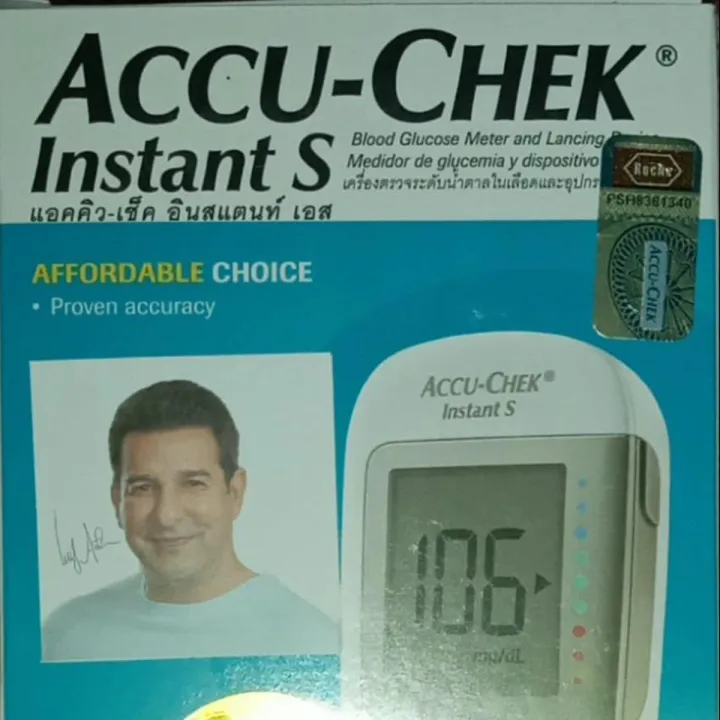 ACCU-CHEK®
Instant S
Blood Glucose Meter and Lancing
Medidor de glucemia y dispositivo
เครื่องตรวจระดับน้ำตาลในเลือดและอุปกร
แอคคิว-เช็ค อินสแตนท์ เอส
Roche
ACCU-CHEK
AFFORDABLE CHOICE
• Proven accuracy
ACCU-CHEK®
Instant S
106
mg/dL